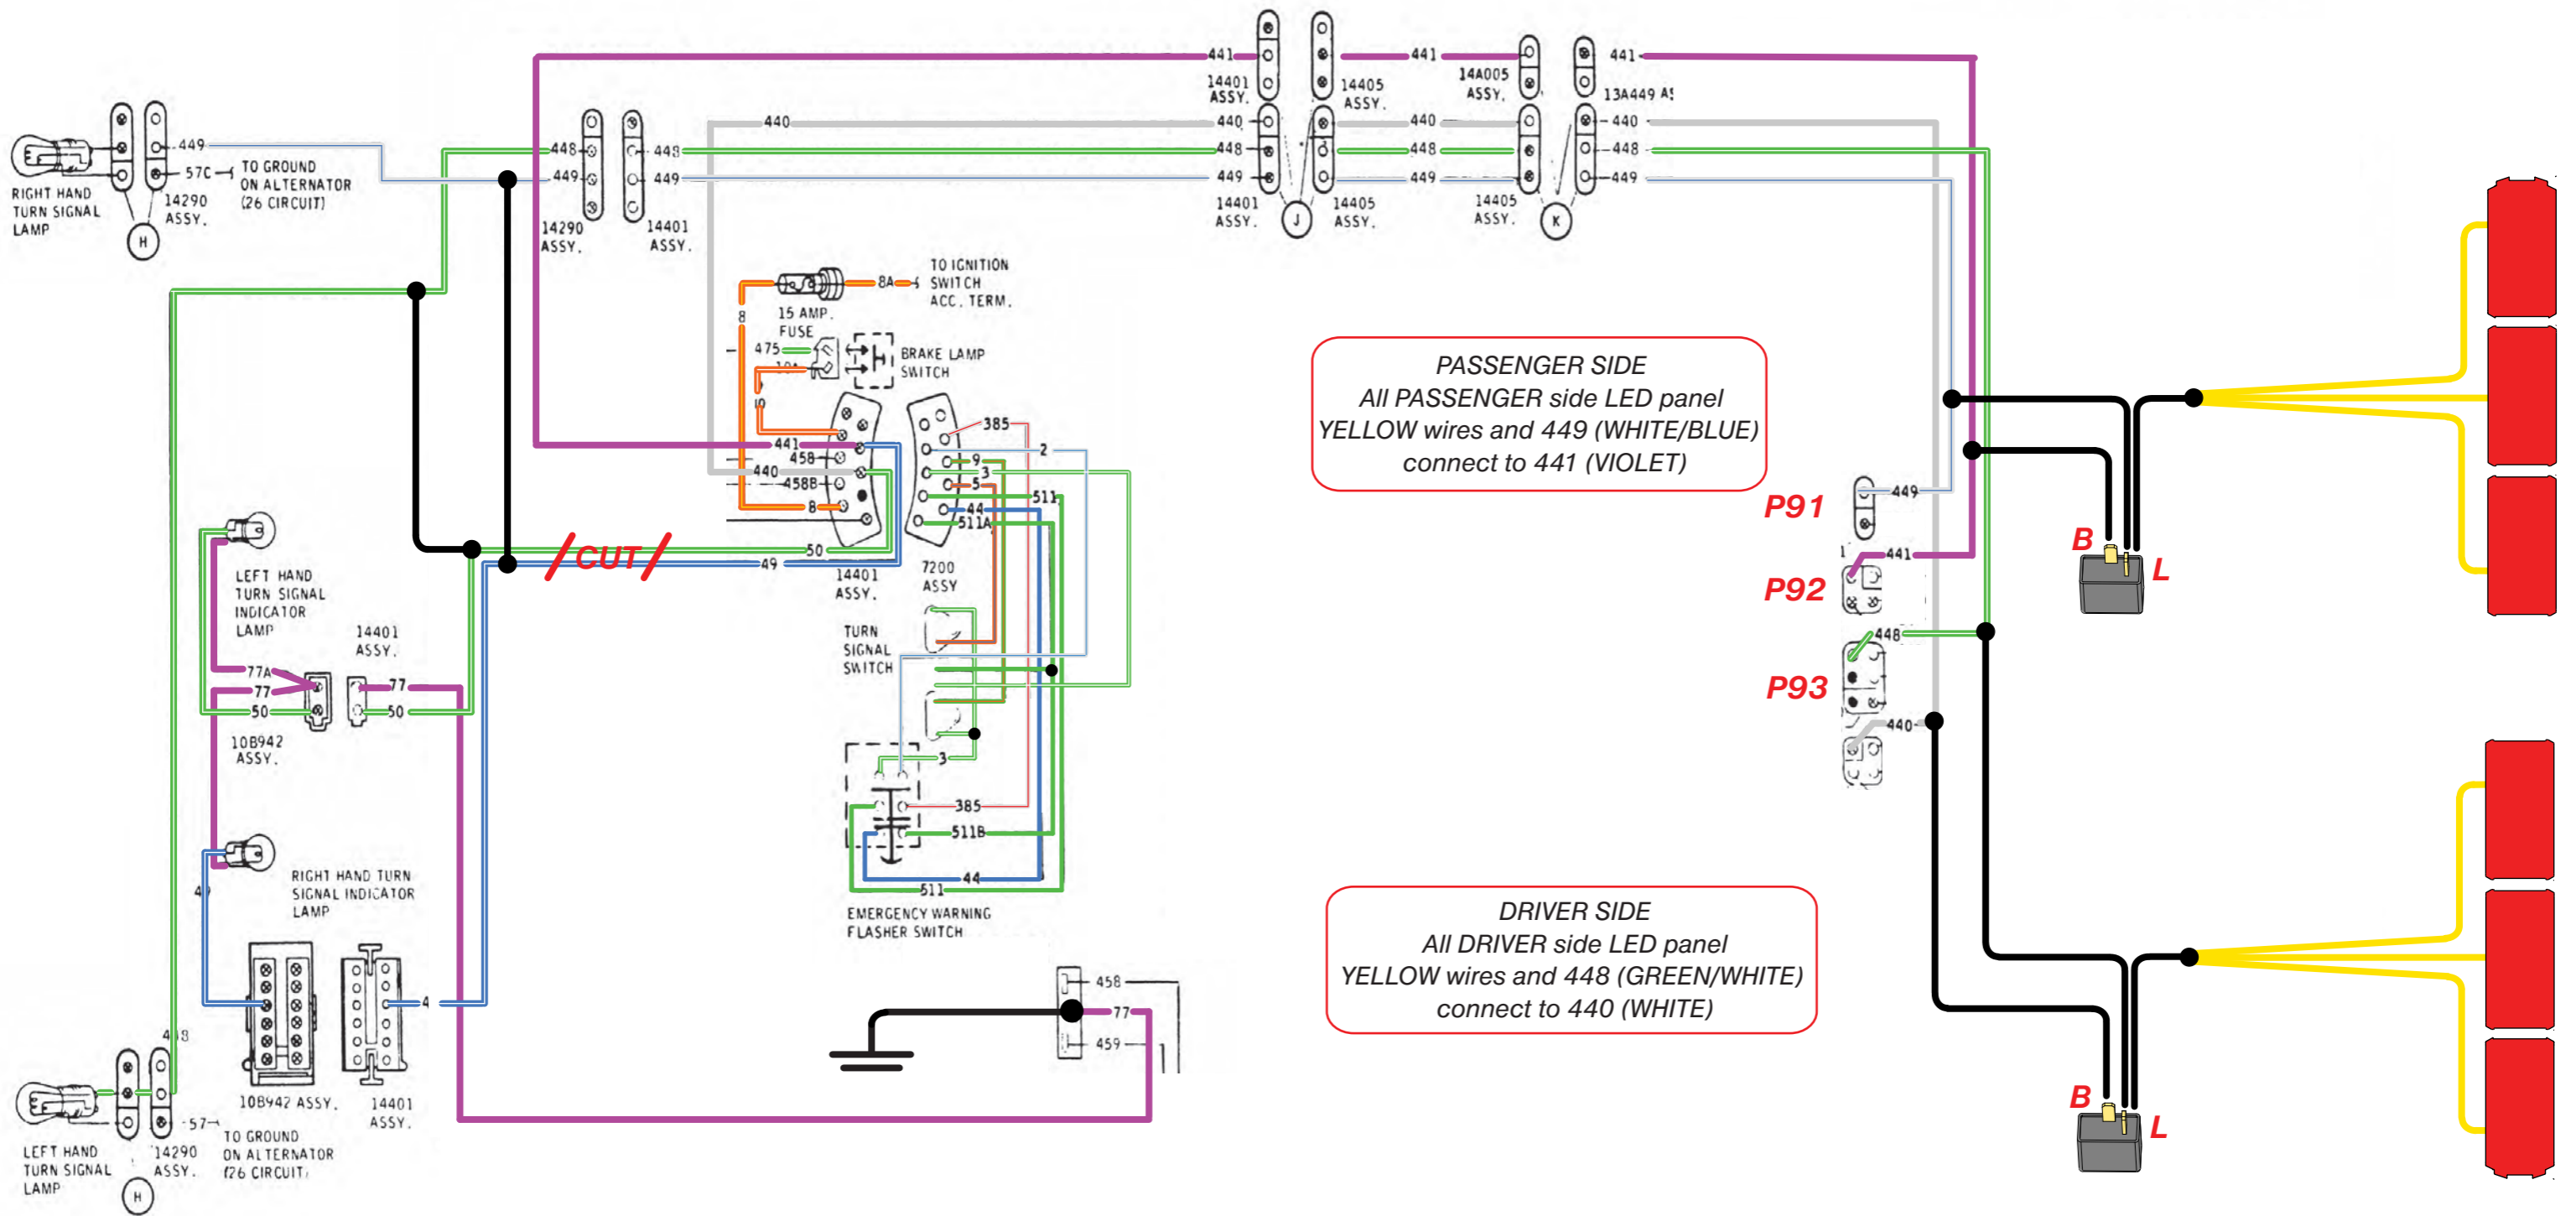 441
441
441
441
14401
ASSY.
14405
ASSY.
14A005
ASSY.
13A449
440
440
440
440
448
448
448
448
448
449
449
449
449
449
449
57C
TO GROUND
ON ALTERNATOR
(26 CIRCUIT)
RIGHT HAND
TURN SIGNAL
LAMP
14290
ASSY.
H
14290
ASSY.
14401
ASSY.
14401
ASSY.
J
14405
ASSY.
14405
ASSY.
K
8A
TO IGNITION
SWITCH
ACC. TERM.
8
15 AMP.
FUSE
475
BRAKE LAMP
SWITCH
10
441
458
440
458B
8
385
2
9
3
5
511
44
511A
50
49
/CUT/
14401
ASSY.
7200
ASSY
PASSENGER SIDE
All PASSENGER side LED panel
YELLOW wires and 449 (WHITE/BLUE)
connect to 441 (VIOLET)
P91
449
P92
441
P93
448
440
B
L
LEFT HAND
TURN SIGNAL
INDICATOR
LAMP
14401
ASSY.
77A
77
50
77
50
10B942
ASSY.
TURN
SIGNAL
SWITCH
3
385
511B
44
511
EMERGENCY WARNING
FLASHER SWITCH
RIGHT HAND TURN
SIGNAL INDICATOR
LAMP
4
10B942 ASSY.
14401
ASSY.
458
77
459
DRIVER SIDE
All DRIVER side LED panel
YELLOW wires and 448 (GREEN/WHITE)
connect to 440 (WHITE)
B
L
57
TO GROUND
ON ALTERNATOR
(26 CIRCUIT)
LEFT HAND
TURN SIGNAL
LAMP
14290
ASSY.
H